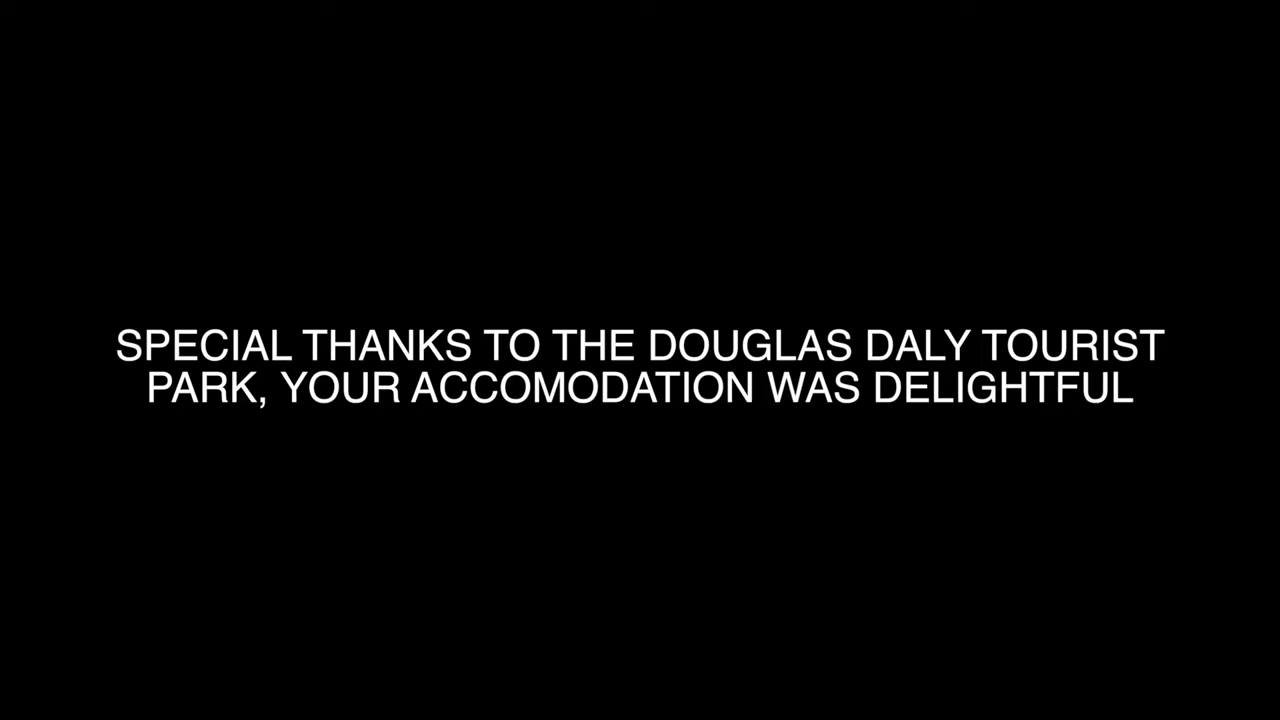 SPECIAL THANKS TO THE DOUGLAS DALY TOURIST
PARK, YOUR ACCOMODATION WAS DELIGHTFUL